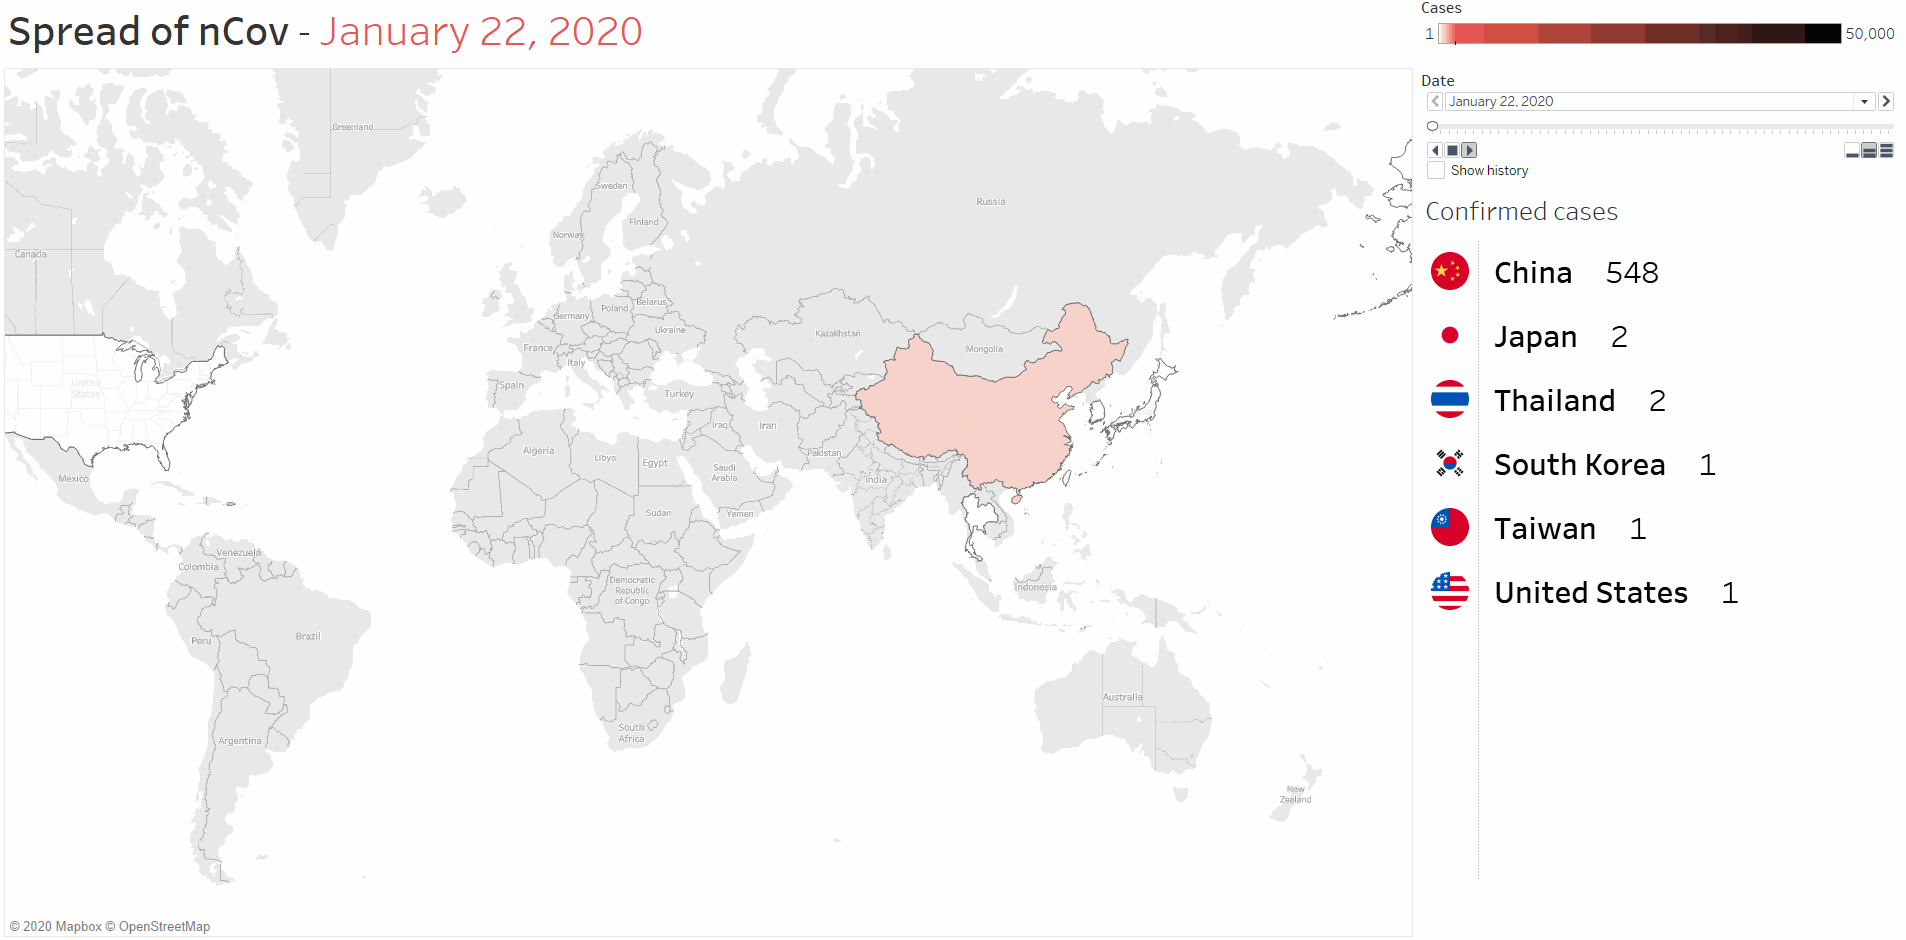 Spread of nCov - January 22, 2020
Cases
1
50,000
Date
January 22, 2020
Show history
Confirmed cases
China 548
Japan 2
Thailand 2
South Korea 1
Taiwan 1
United States 1
Greenland
Sweden
Russia
Finland
Norway
Canada
Belarus
Poland
Germany
Ukraine
Kazakhstan
France
Mongolia
Italy
United
States
Spain
Turkey
Iraq
Iran
Algeria
Libya
Egypt
Pakistan
Saudi
Arabia
India
Mexico
Sudan
Yemen
Venezuela
Colombia
Democratic
Republic
of Congo
Indonesia
Peru
Brazil
Australia
South
Africa
Argentina
New
Zealand
© 2020 Mapbox © OpenStreetMap